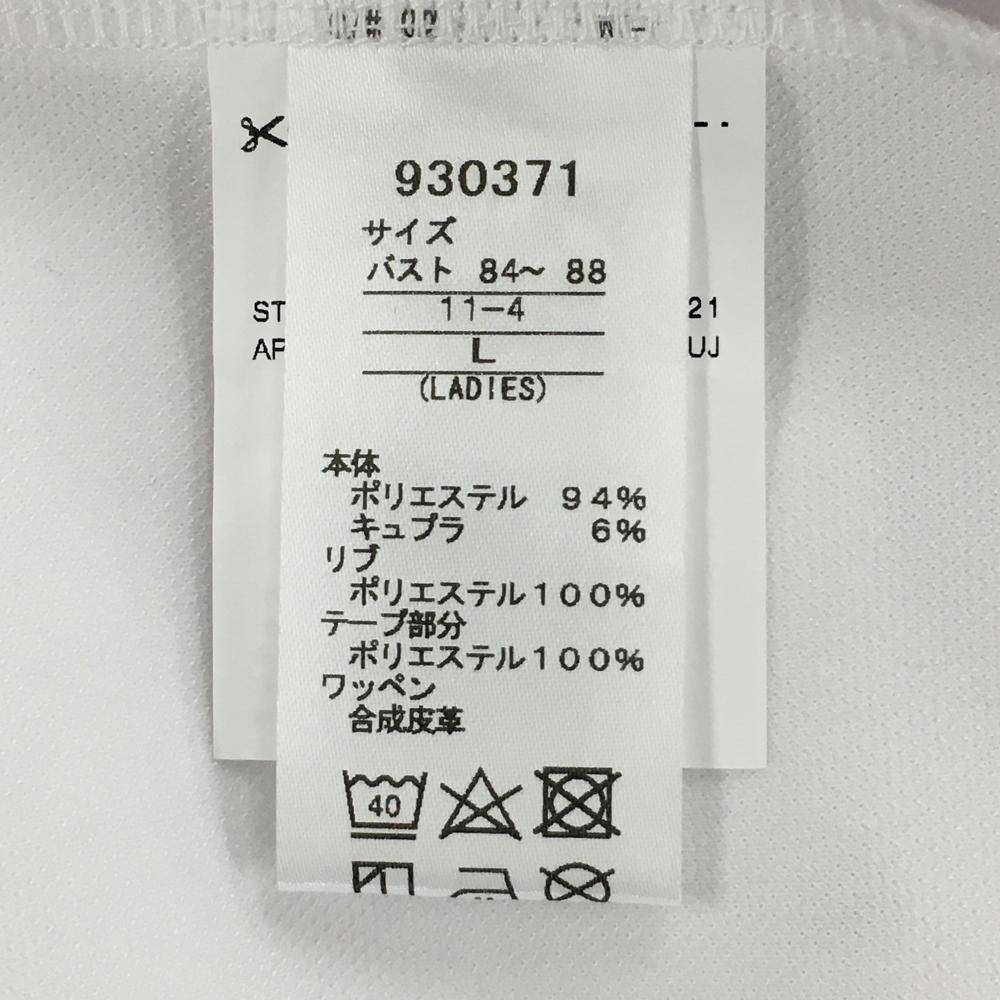 930371
サイズ
バスト 84〜 88
11−4
L
(LADIES)
ST
21
AP
UJ
本体
ポリエステル 94%
キュプラ 6%
リブ
ポリエステル100%
テープ部分
ポリエステル100%
ワッペン
合成皮革
40